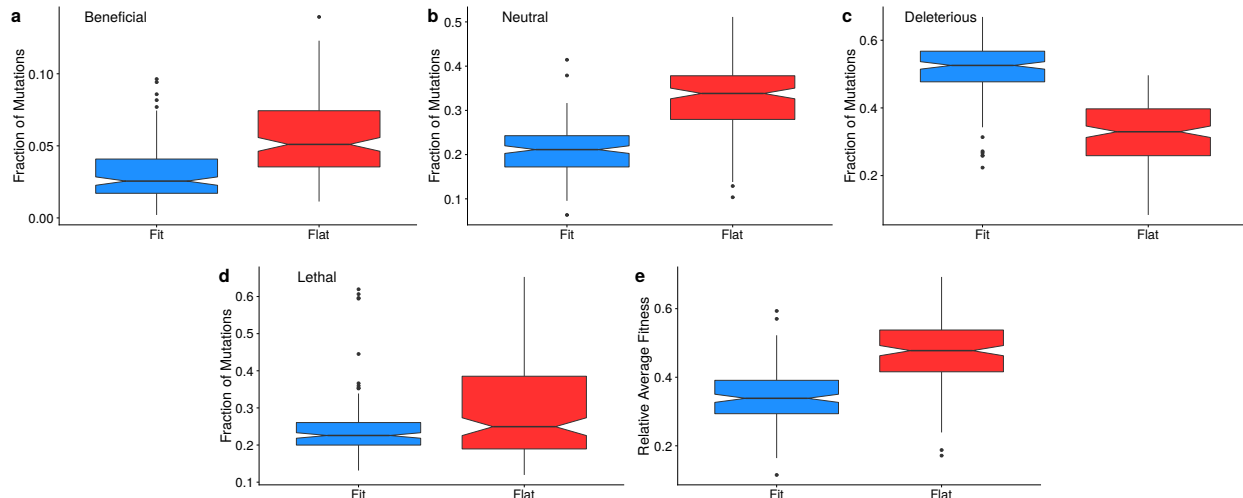 a Beneficial
Fraction of Mutations
0.10
0.05
0.00
Fit Flat
b Neutral
Fraction of Mutations
0.5
0.4
0.3
0.2
0.1
Fit Flat
c Deleterious
Fraction of Mutations
0.6
0.4
0.2
Fit Flat
d Lethal
Fraction of Mutations
0.6
0.5
0.4
0.3
0.2
0.1
Fit Flat
e
Relative Average Fitness
0.6
0.4
0.2
Fit Flat